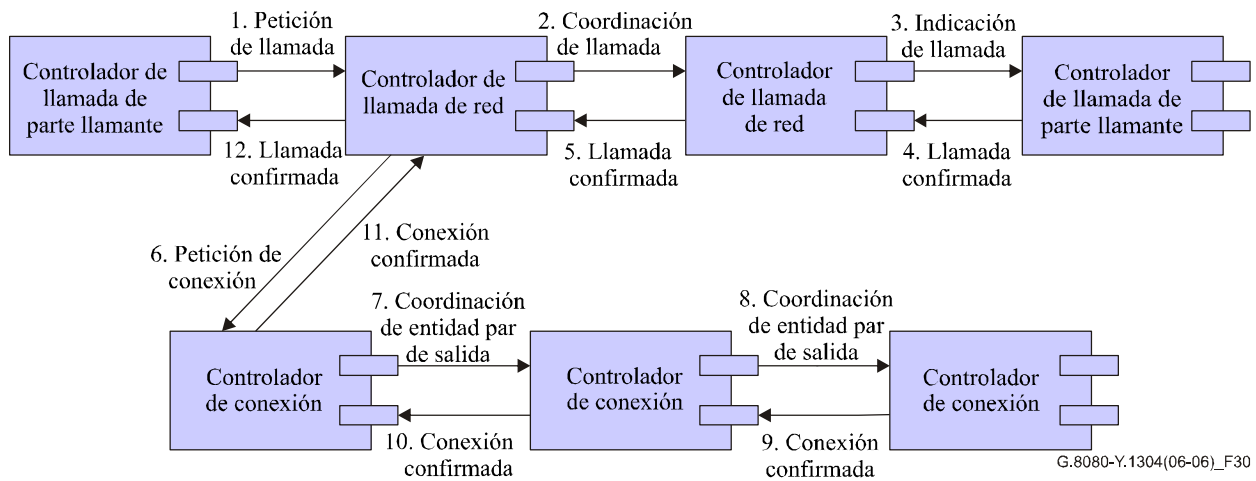 1. Petición
de llamada
2. Coordinación
de llamada
3. Indicación
de llamada
Controlador de
llamada de
parte llamante
Controlador de
llamada de red
Controlador
de llamada
de red
Controlador
de llamada de
parte llamante
12. Llamada
confirmada
5. Llamada
confirmada
4. Llamada
confirmada
6. Petición de
conexión
11. Conexión
confirmada
7. Coordinación
de entidad par
de salida
8. Coordinación
de entidad par
de salida
Controlador
de conexión
Controlador
de conexión
Controlador
de conexión
10. Conexión
confirmada
9. Conexión
confirmada
G.8080-Y.1304(06-06)_F30